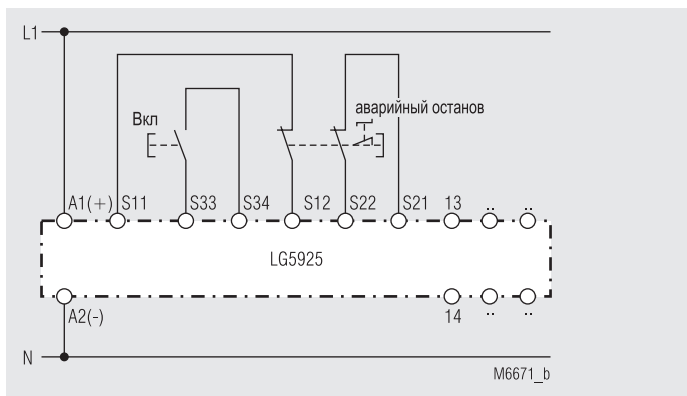 L1
аварийный останов
Вкл
A1(+) S11 S33 S34 S12 S22 S21 13 .. ..
LG5925
A2(-) 14 .. ..
N
M6671_b